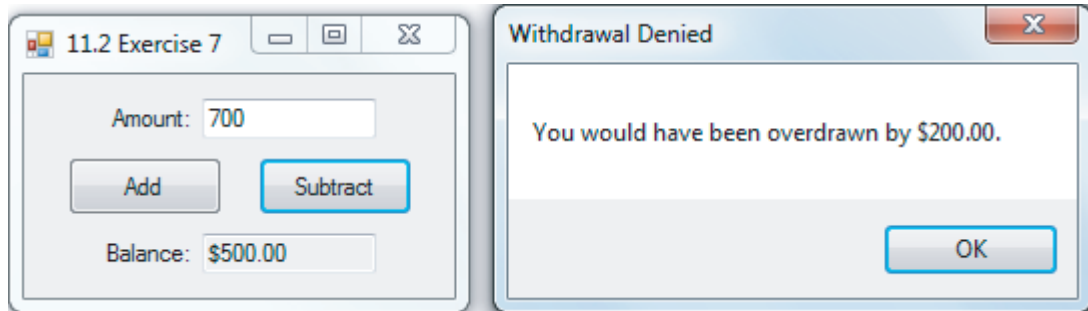 11.2 Exercise 7
Amount: 700
Add Subtract
Balance: $500.00
Withdrawal Denied
You would have been overdrawn by $200.00.
OK